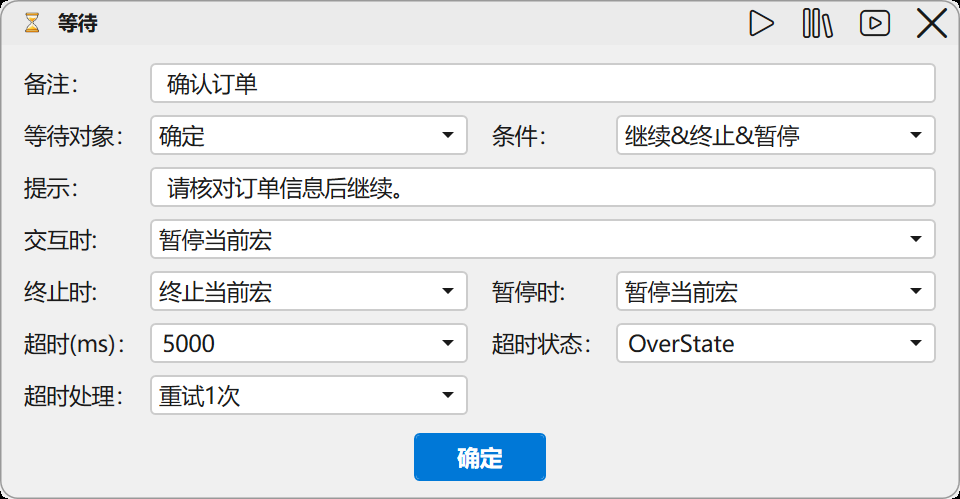 等待
备注： 确认订单
等待对象： 确定 条件： 继续&终止&暂停
提示： 请核对订单信息后继续。
交互时: 暂停当前宏
终止时: 终止当前宏 暂停时: 暂停当前宏
超时(ms)： 5000 超时状态： OverState
超时处理： 重试1次
确定